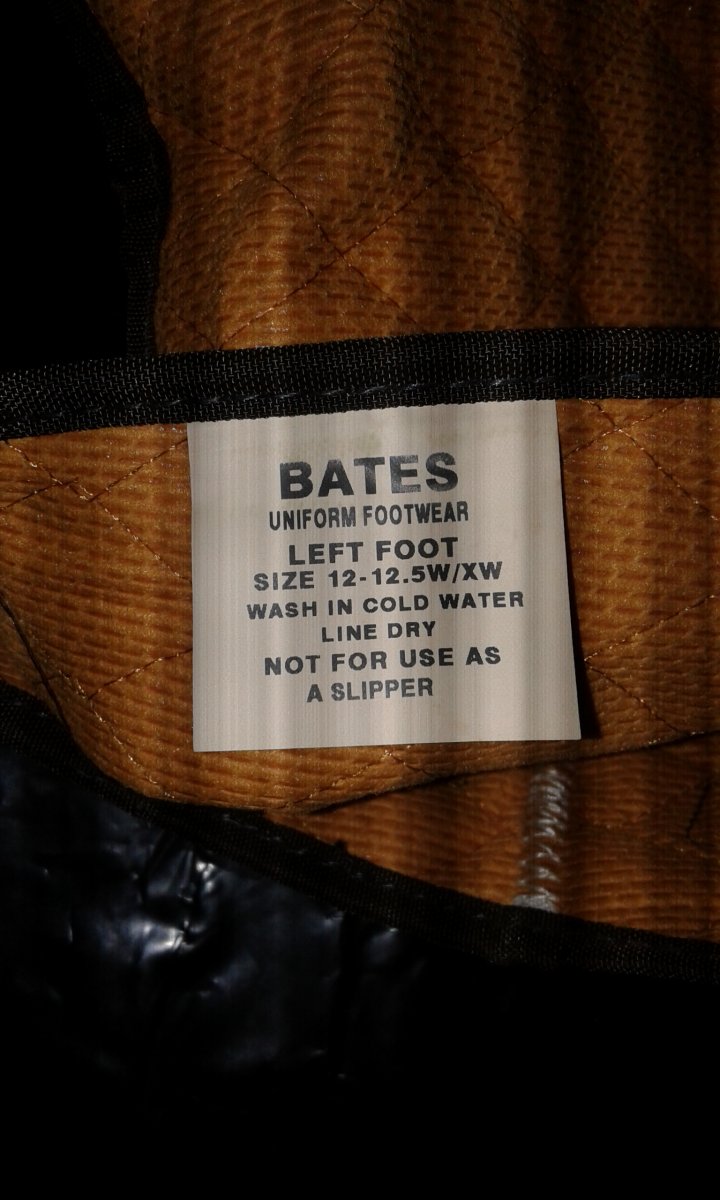 BATES
UNIFORM FOOTWEAR
LEFT FOOT
SIZE 12-12.5W/XW
WASH IN COLD WATER
LINE DRY
NOT FOR USE AS
A SLIPPER